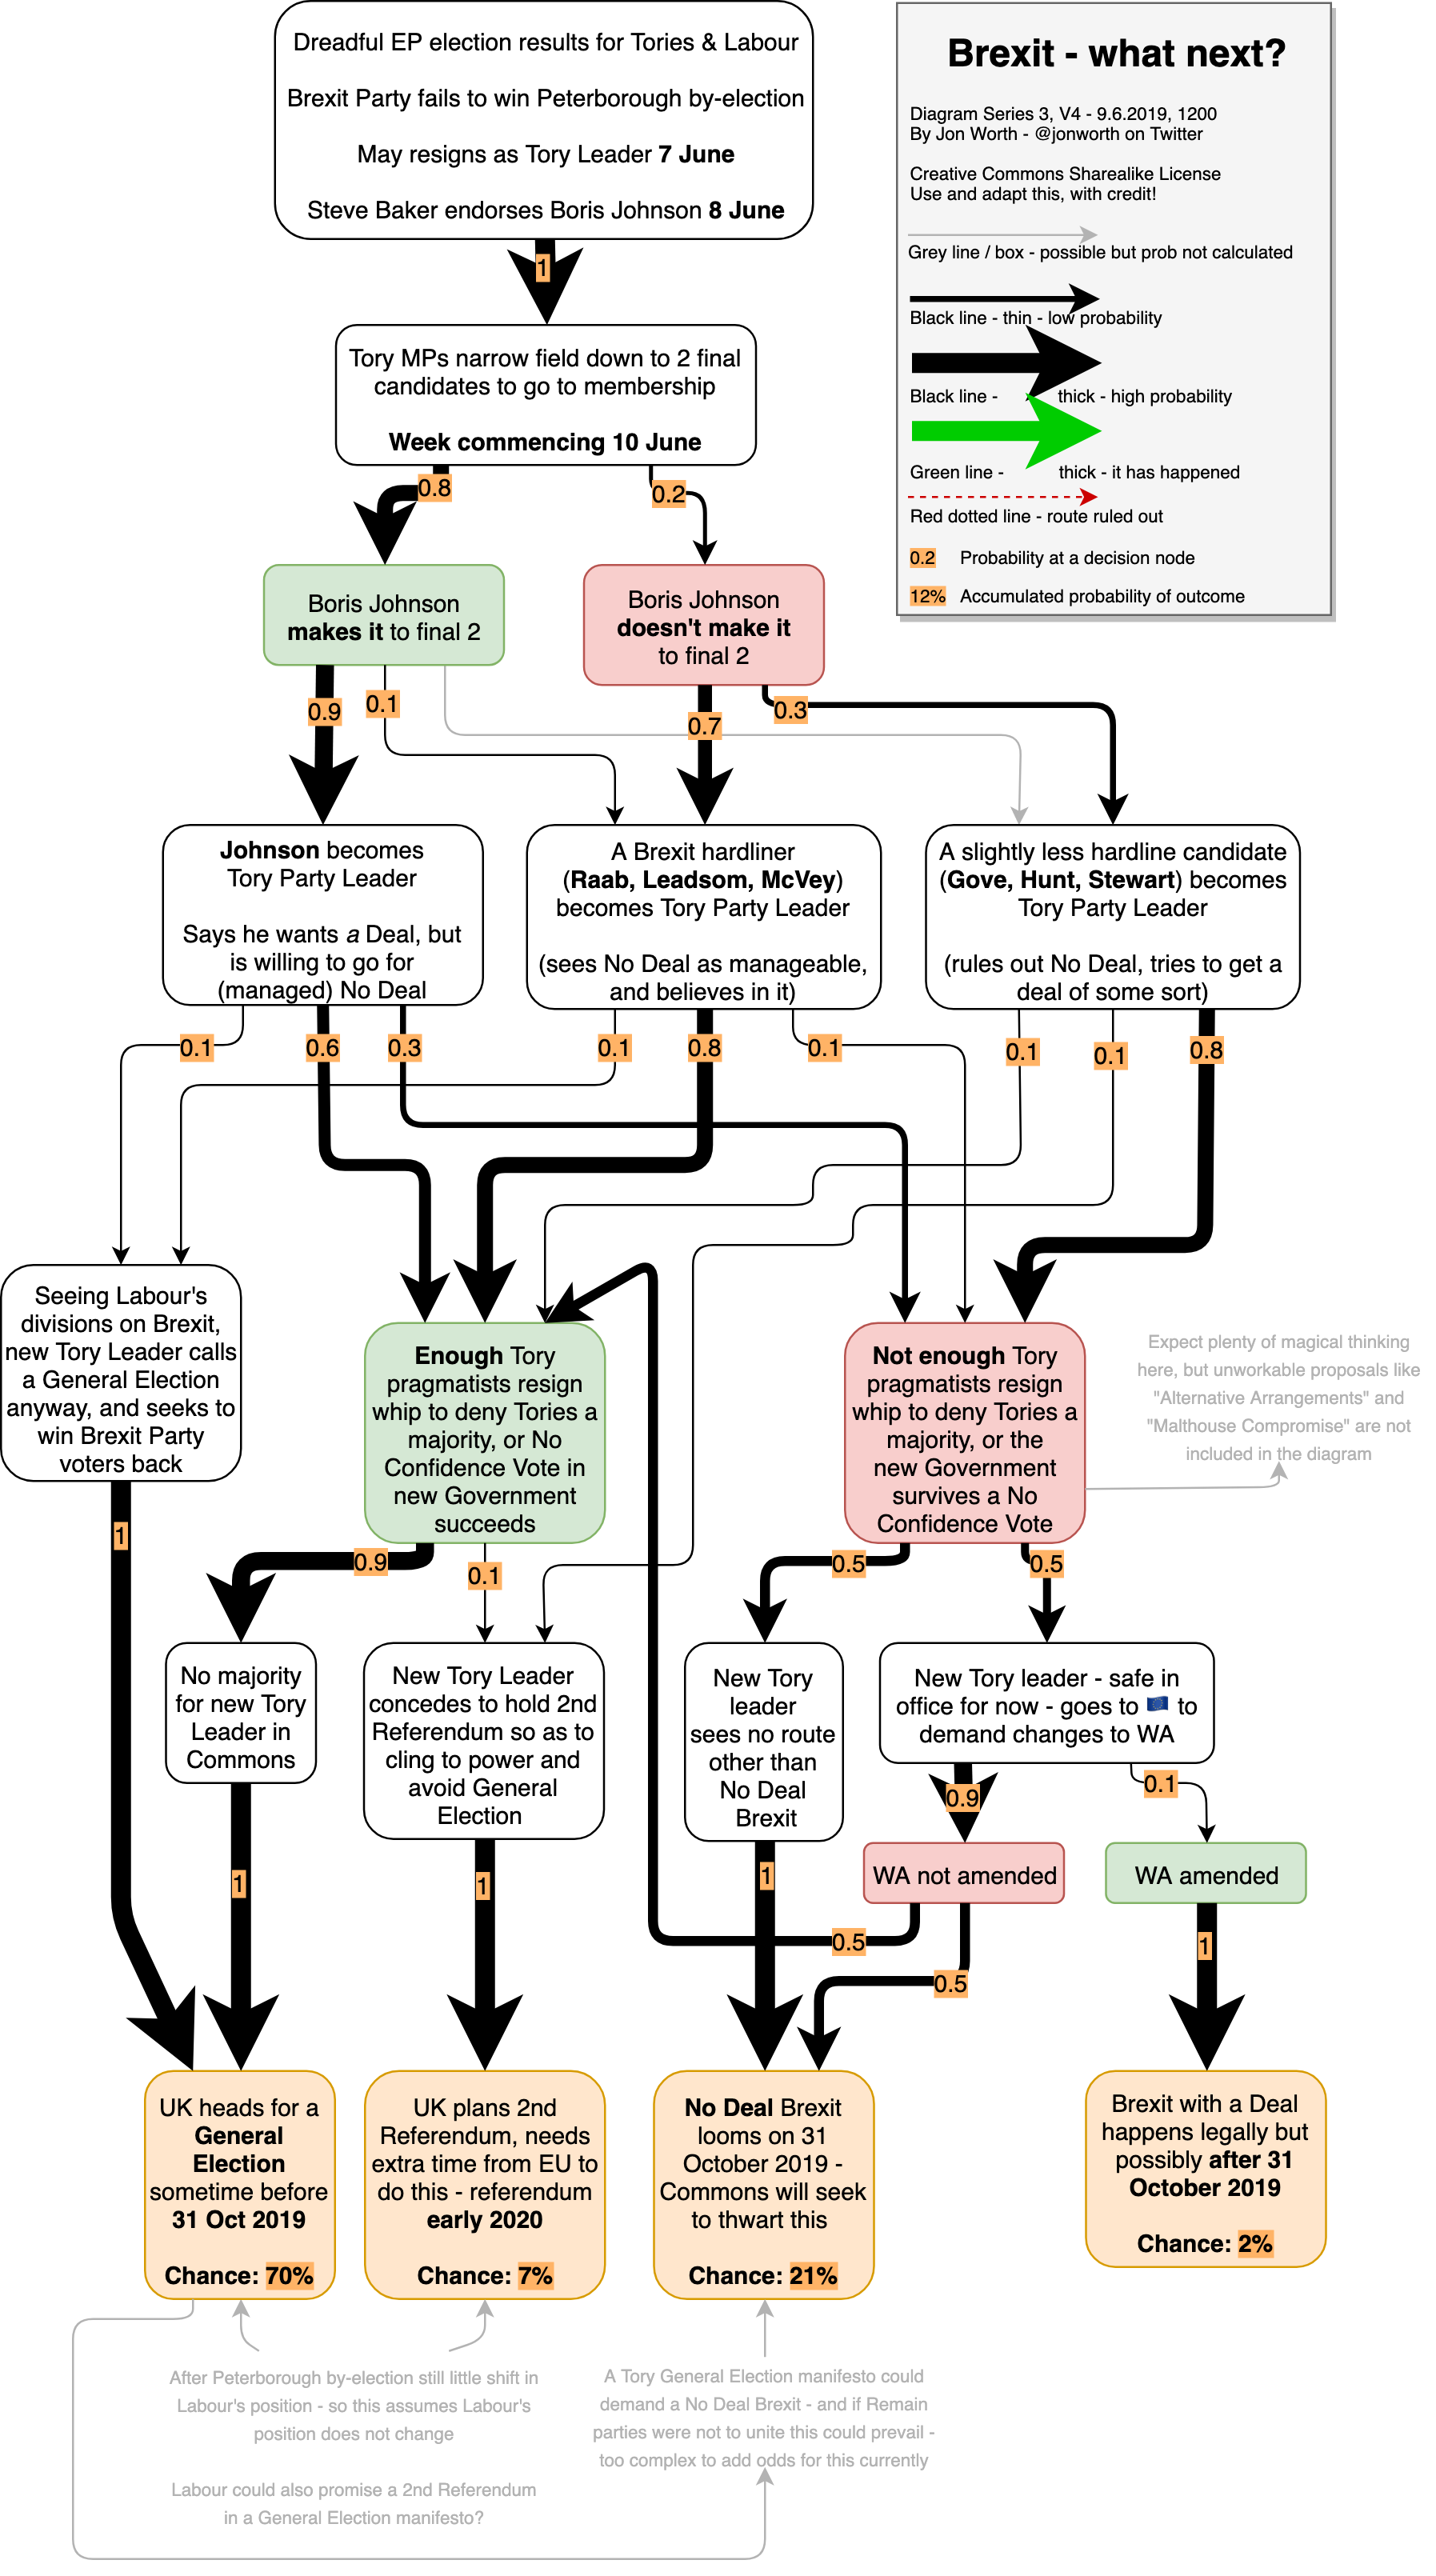 Dreadful EP election results for Tories & Labour
Brexit Party fails to win Peterborough by-election
May resigns as Tory Leader 7 June
Steve Baker endorses Boris Johnson 8 June
Brexit - what next?
Diagram Series 3, V4 - 9.6.2019, 1200
By Jon Worth - @jonworth on Twitter
Creative Commons Sharealike License
Use and adapt this, with credit!
Grey line / box - possible but prob not calculated
Black line - thin - low probability
Black line - thick - high probability
Green line - thick - it has happened
Red dotted line - route ruled out
0.2 Probability at a decision node
12% Accumulated probability of outcome
1
Tory MPs narrow field down to 2 final
candidates to go to membership
Week commencing 10 June
0.8
0.2
Boris Johnson
makes it to final 2
Boris Johnson
doesn't make it
to final 2
0.9
0.1
0.7
0.3
Johnson becomes
Tory Party Leader
Says he wants a Deal, but
is willing to go for
(managed) No Deal
A Brexit hardliner
(Raab, Leadsom, McVey)
becomes Tory Party Leader
(sees No Deal as manageable,
and believes in it)
A slightly less hardline candidate
(Gove, Hunt, Stewart) becomes
Tory Party Leader
(rules out No Deal, tries to get a
deal of some sort)
0.1
0.6
0.3
0.1
0.8
0.1
0.1
0.1
0.8
Seeing Labour's
divisions on Brexit,
new Tory Leader calls
a General Election
anyway, and seeks to
win Brexit Party
voters back
Enough Tory
pragmatists resign
whip to deny Tories a
majority, or No
Confidence Vote in
new Government
succeeds
Not enough Tory
pragmatists resign
whip to deny Tories a
majority, or the
new Government
survives a No
Confidence Vote
Expect plenty of magical thinking
here, but unworkable proposals like
"Alternative Arrangements" and
"Malthouse Compromise" are not
included in the diagram
1
0.9
0.1
0.5
0.5
No majority
for new Tory
Leader in
Commons
New Tory Leader
concedes to hold 2nd
Referendum so as to
cling to power and
avoid General
Election
New Tory
leader
sees no route
other than
No Deal
Brexit
New Tory leader - safe in
office for now - goes to to
demand changes to WA
0.9
0.1
WA not amended
WA amended
1
1
1
0.5
0.5
1
UK heads for a
General
Election
sometime before
31 Oct 2019
Chance: 70%
UK plans 2nd
Referendum, needs
extra time from EU to
do this - referendum
early 2020
Chance: 7%
No Deal Brexit
looms on 31
October 2019 -
Commons will seek
to thwart this
Chance: 21%
Brexit with a Deal
happens legally but
possibly after 31
October 2019
Chance: 2%
After Peterborough by-election still little shift in
Labour's position - so this assumes Labour's
position does not change
Labour could also promise a 2nd Referendum
in a General Election manifesto?
A Tory General Election manifesto could
demand a No Deal Brexit - and if Remain
parties were not to unite this could prevail -
too complex to add odds for this currently